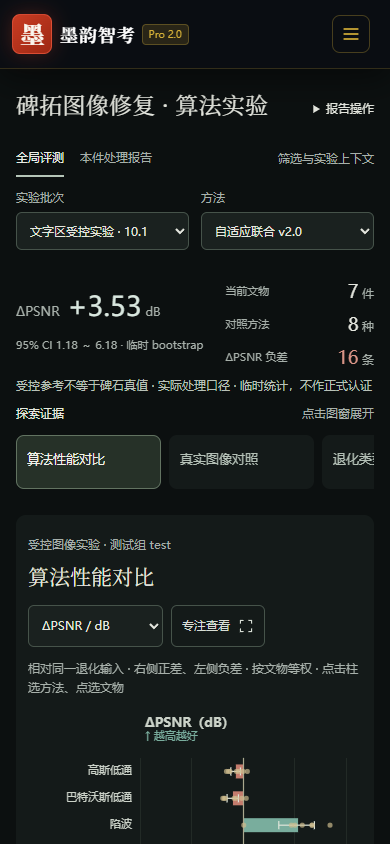 墨 墨韵智考 Pro 2.0
碑拓图像修复 · 算法实验 ▶ 报告操作
全局评测 本件处理报告 筛选与实验上下文
实验批次 方法
文字区受控实验 · 10.1 自适应联合 v2.0
当前文物 7 件
ΔPSNR +3.53 dB
对照方法 8 种
95% CI 1.18 ~ 6.18 · 临时 bootstrap
ΔPSNR 负差 16 条
受控参考不等于碑石真值 · 实际处理口径 · 临时统计，不作正式认证
探索证据 点击图窗展开
算法性能对比 真实图像对照 退化类
受控图像实验 · 测试组 test
算法性能对比
ΔPSNR / dB 专注查看
相对同一退化输入 · 右侧正差、左侧负差 · 按文物等权 · 点击柱
选方法、点选文物
ΔPSNR（dB）
↑ 越高越好
高斯低通
巴特沃斯低通
陷波